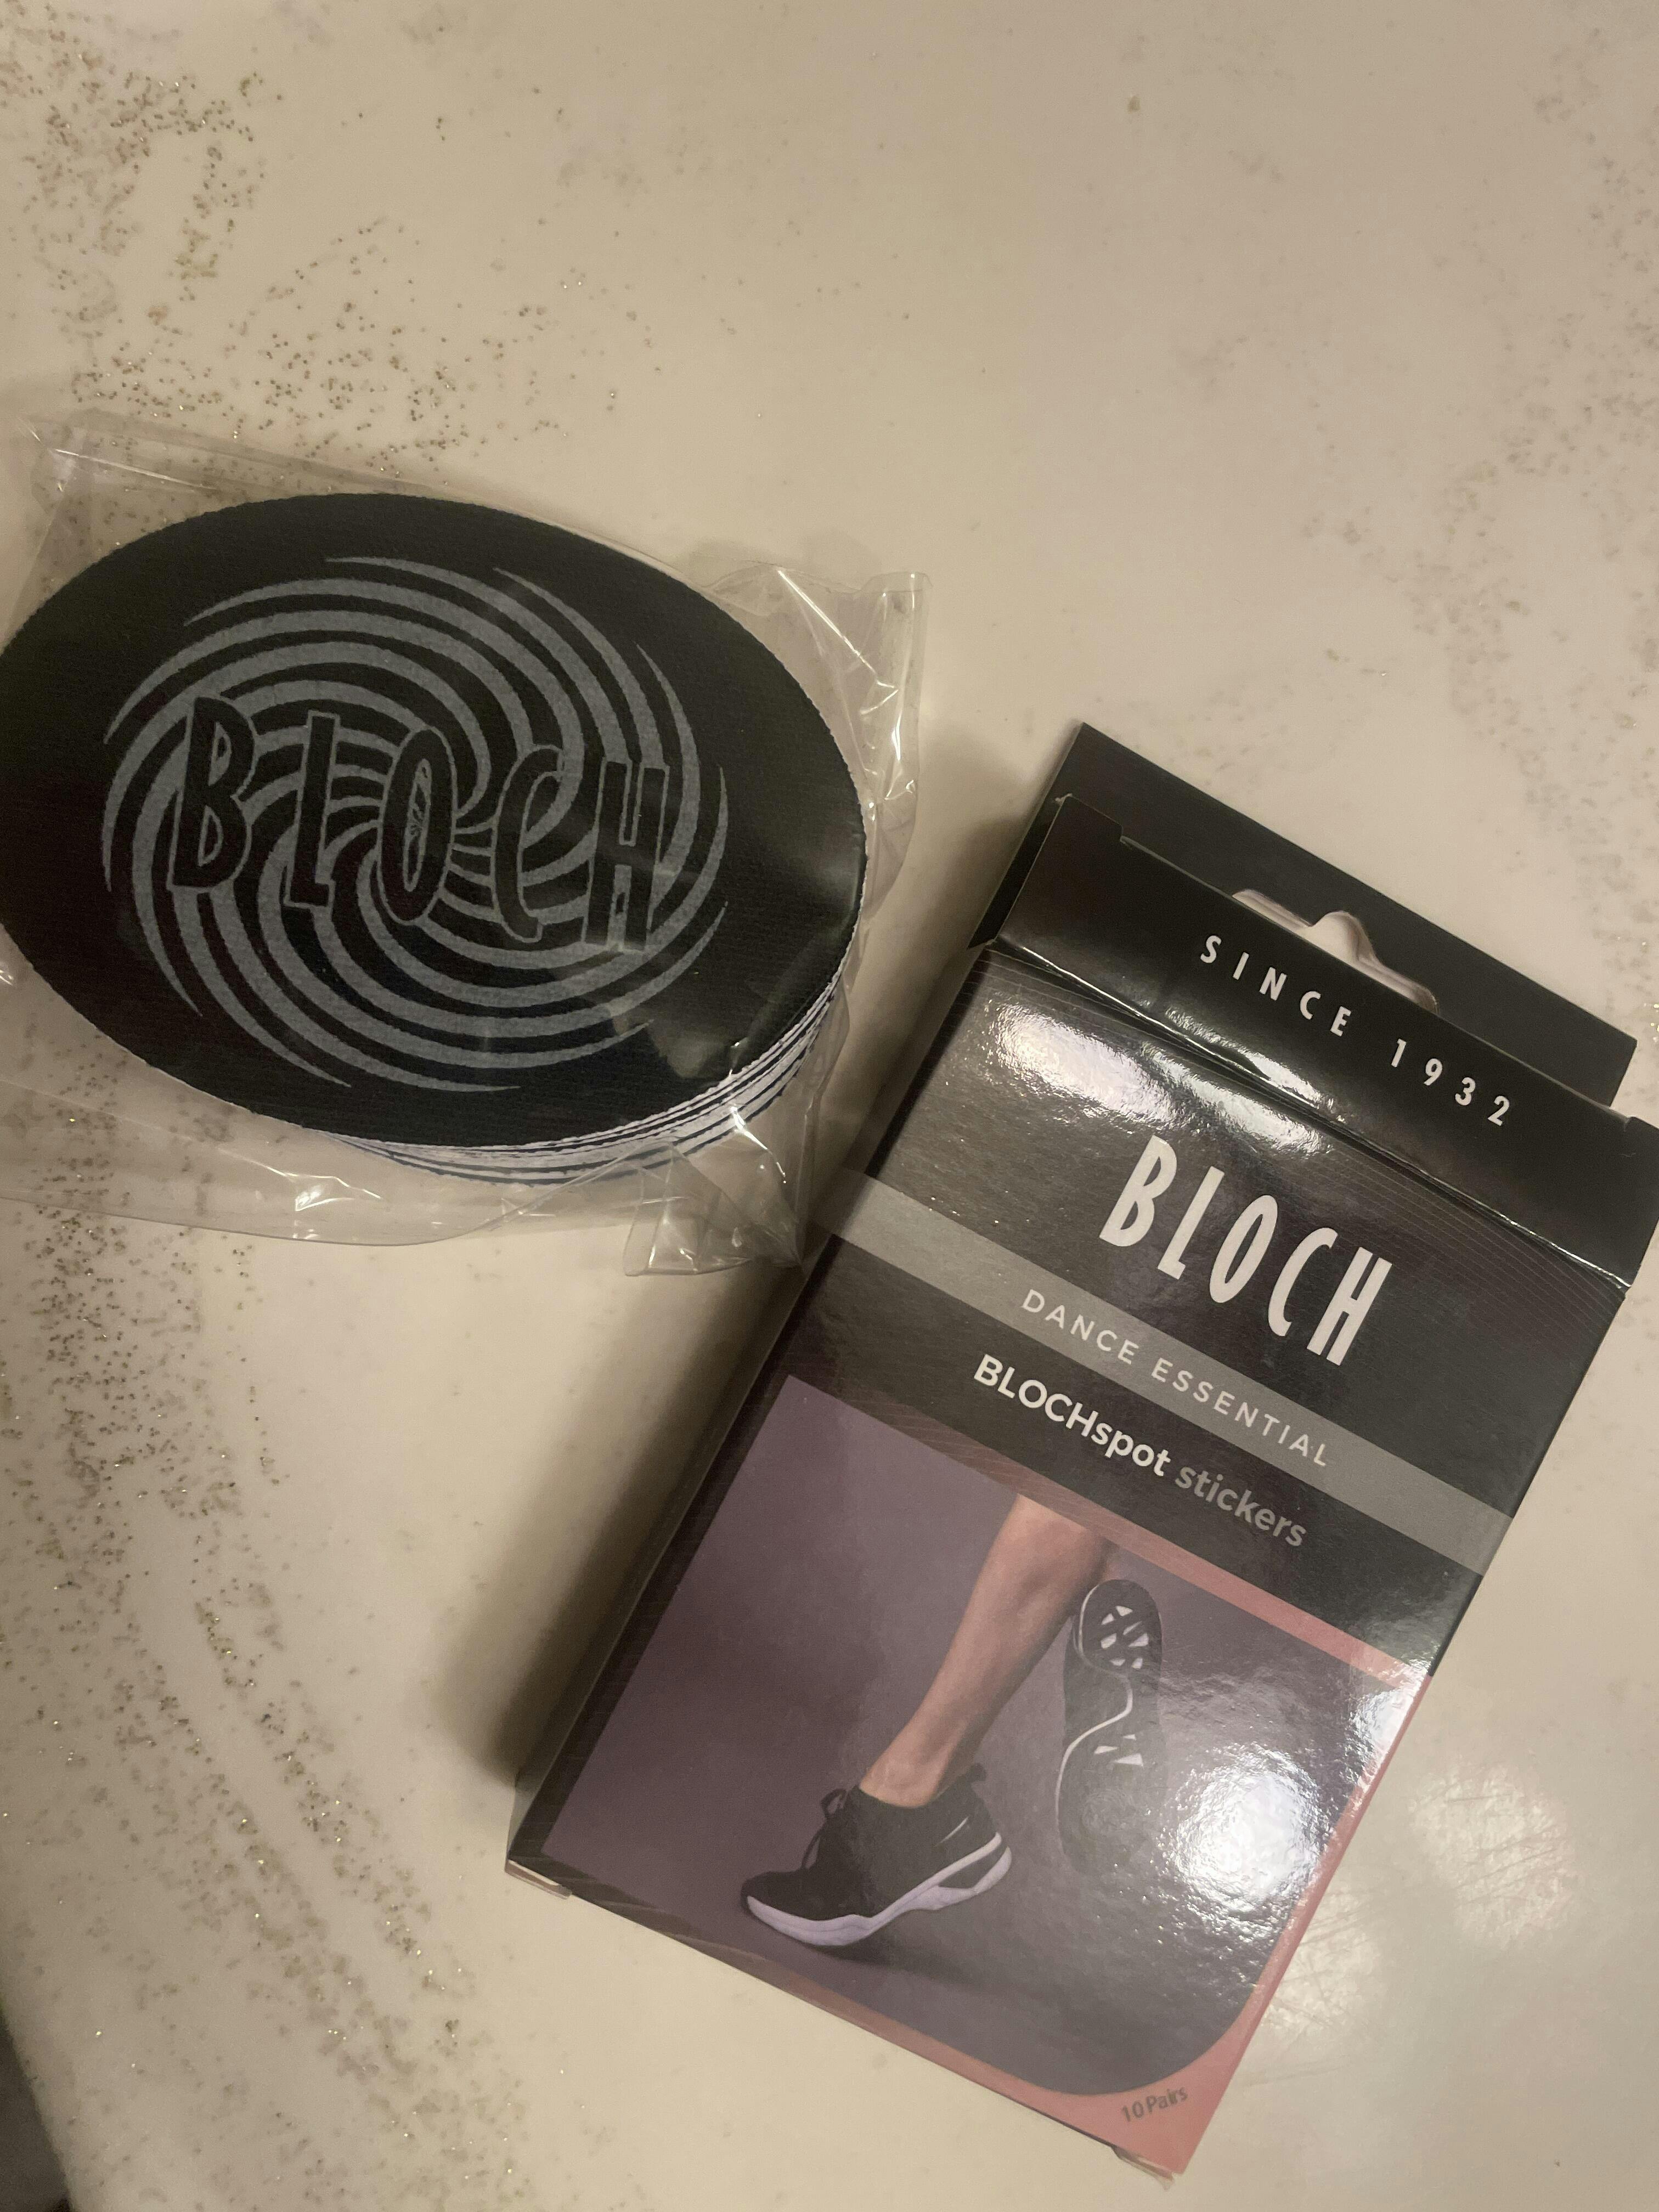 BLOCH
SINCE 1932
BLOCH
DANCE ESSENTIAL
BLOCHspot stickers
10 Pairs